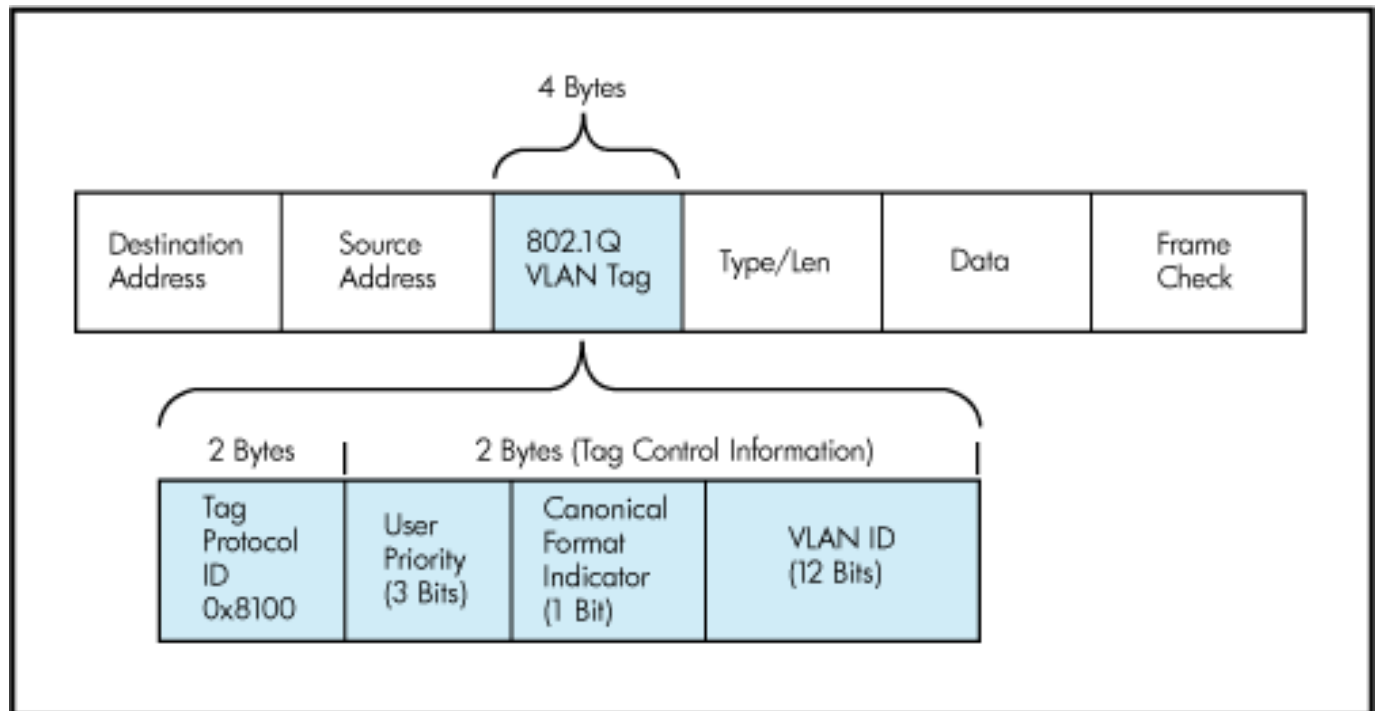 4 Bytes
Destination
Address
Source
Address
802.1Q
VLAN Tag
Type/Len
Data
Frame
Check
2 Bytes
2 Bytes (Tag Control Information)
Tag
Protocol
ID
0x8100
User
Priority
(3 Bits)
Canonical
Format
Indicator
(1 Bit)
VLAN ID
(12 Bits)